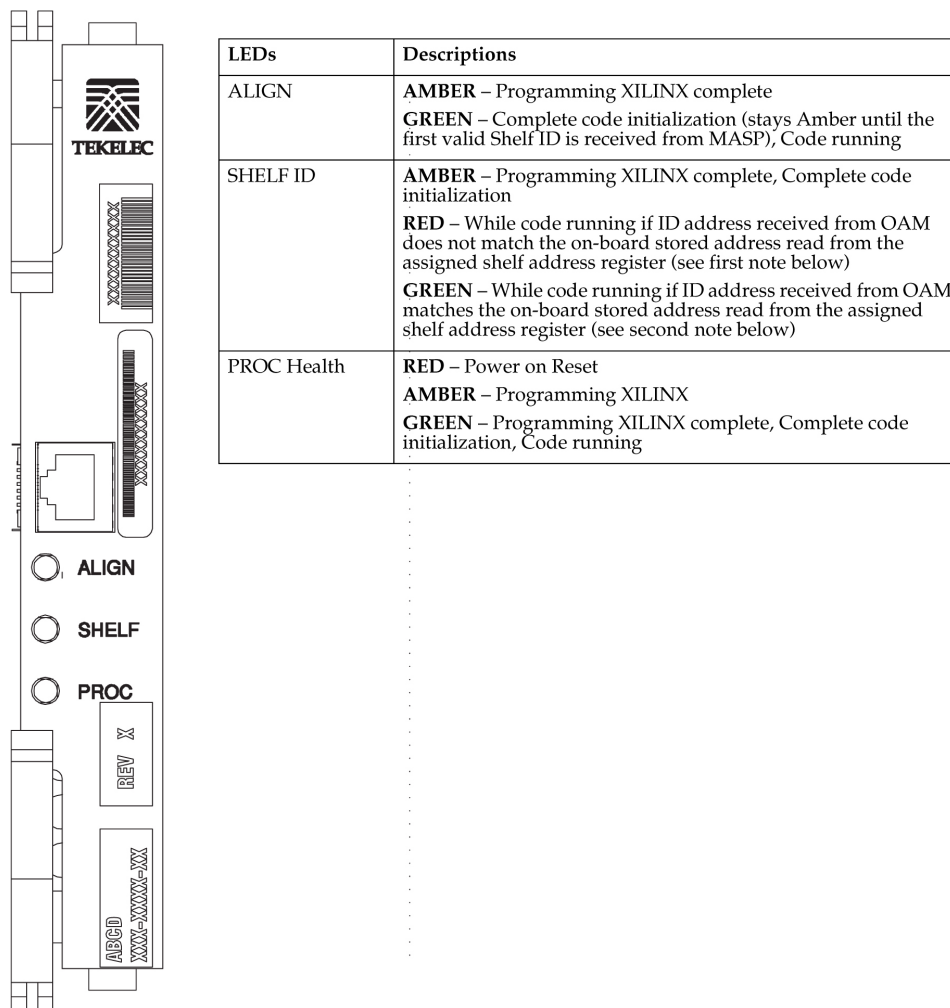 TEKELEC
XXXXXXXXXX
XXXXXXXXXX
ALIGN
SHELF
PROC
REV X
ABCD
XXX-XXXX-XX
LEDs Descriptions
ALIGN AMBER – Programming XILINX complete
GREEN – Complete code initialization (stays Amber until the
first valid Shelf ID is received from MASP), Code running
SHELF ID AMBER – Programming XILINX complete, Complete code
initialization
RED – While code running if ID address received from OAM
does not match the on-board stored address read from the
assigned shelf address register (see first note below)
GREEN – While code running if ID address received from OAM
matches the on-board stored address read from the assigned
shelf address register (see second note below)
PROC Health RED – Power on Reset
AMBER – Programming XILINX
GREEN – Programming XILINX complete, Complete code
initialization, Code running